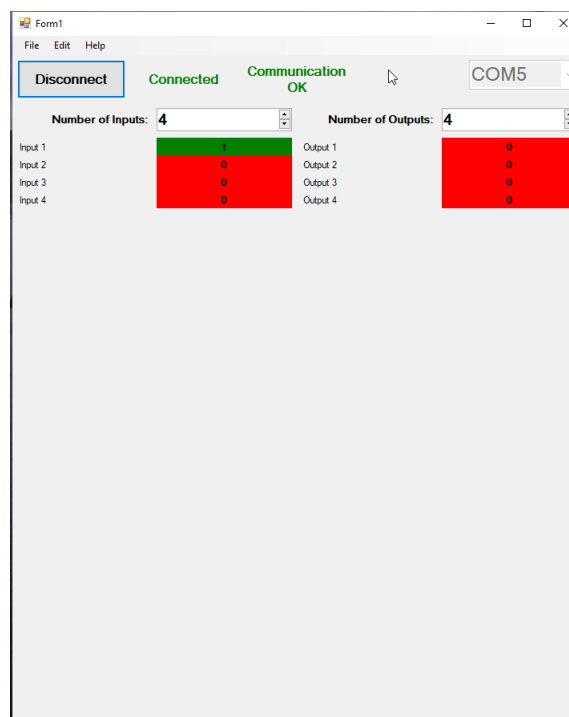 Form1
File Edit Help
Disconnect Connected Communication OK COM5
Number of Inputs: 4 Number of Outputs: 4
Input 1 1 Output 1 0
Input 2 0 Output 2 0
Input 3 0 Output 3 0
Input 4 0 Output 4 0